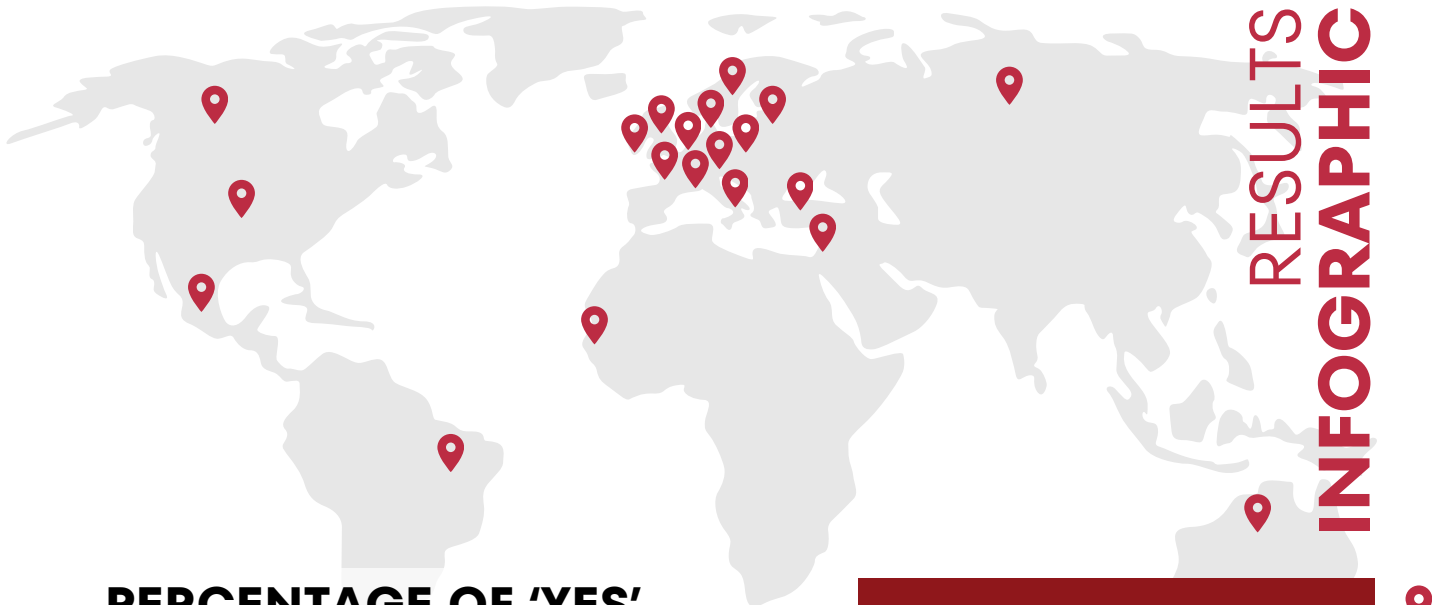 RESULTS
INFOGRAPHIC
PERCENTAGE OF ‘YES’